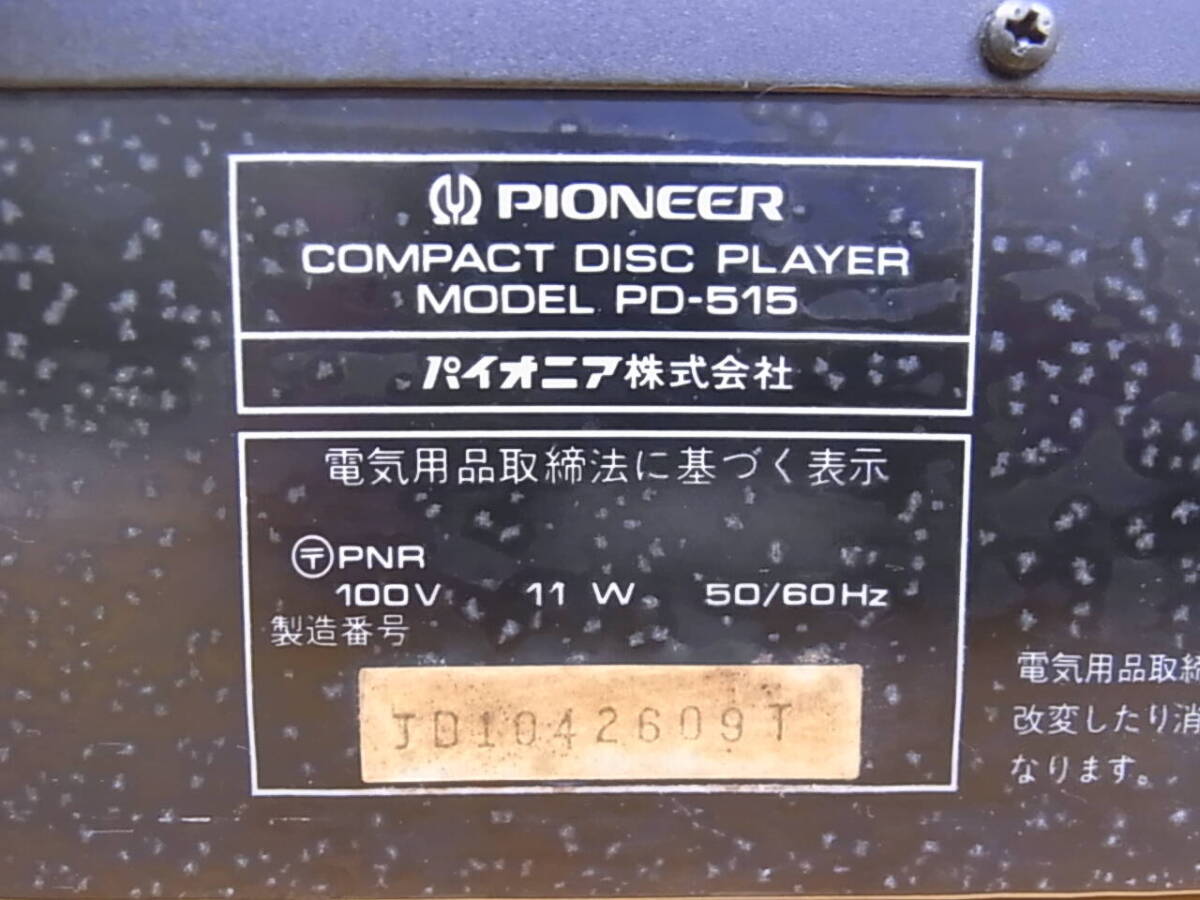 PIONEER
COMPACT DISC PLAYER
MODEL PD-515
パイオニア株式会社
電気用品取締法に基づく表示
〒PNR
100V 11 W 50/60Hz
製造番号
JD1042609T
電気用品取締
改変したり消
なります。